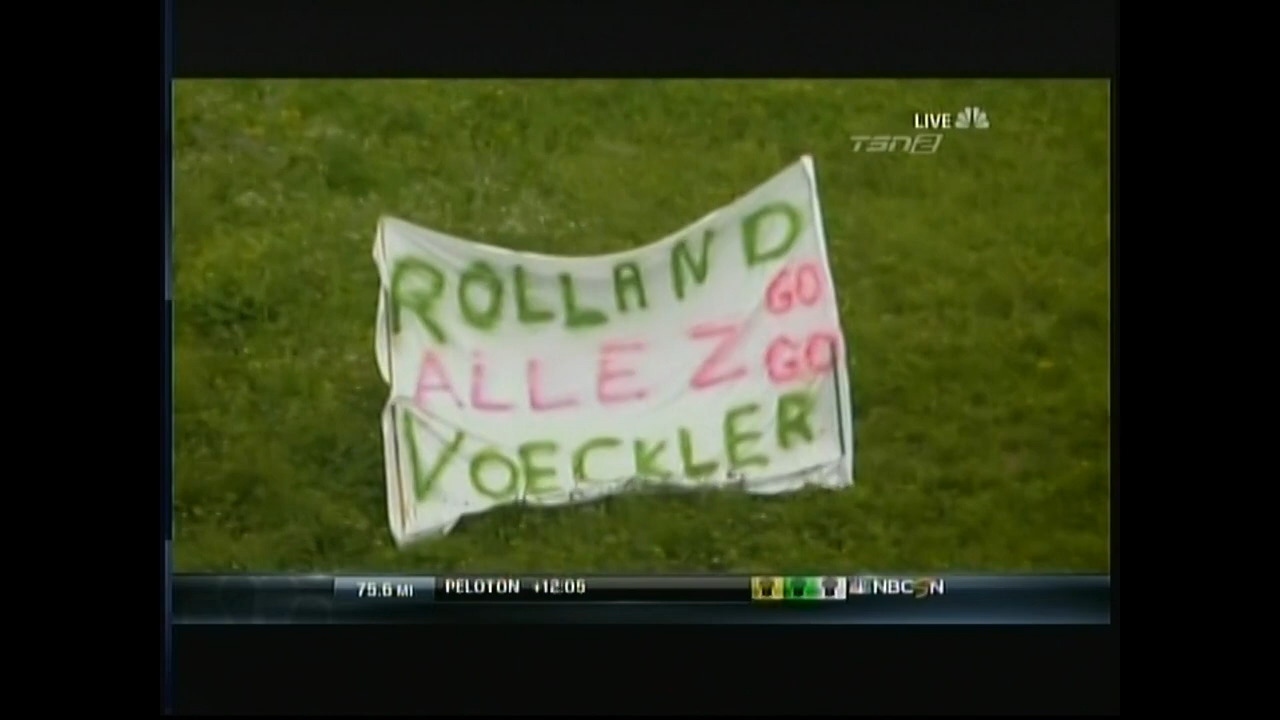 LIVE
TSN2
ROLLAND
GO
ALLEZ GO
VOECKLER
75.6 MI PELOTON +12:05 NBCSN